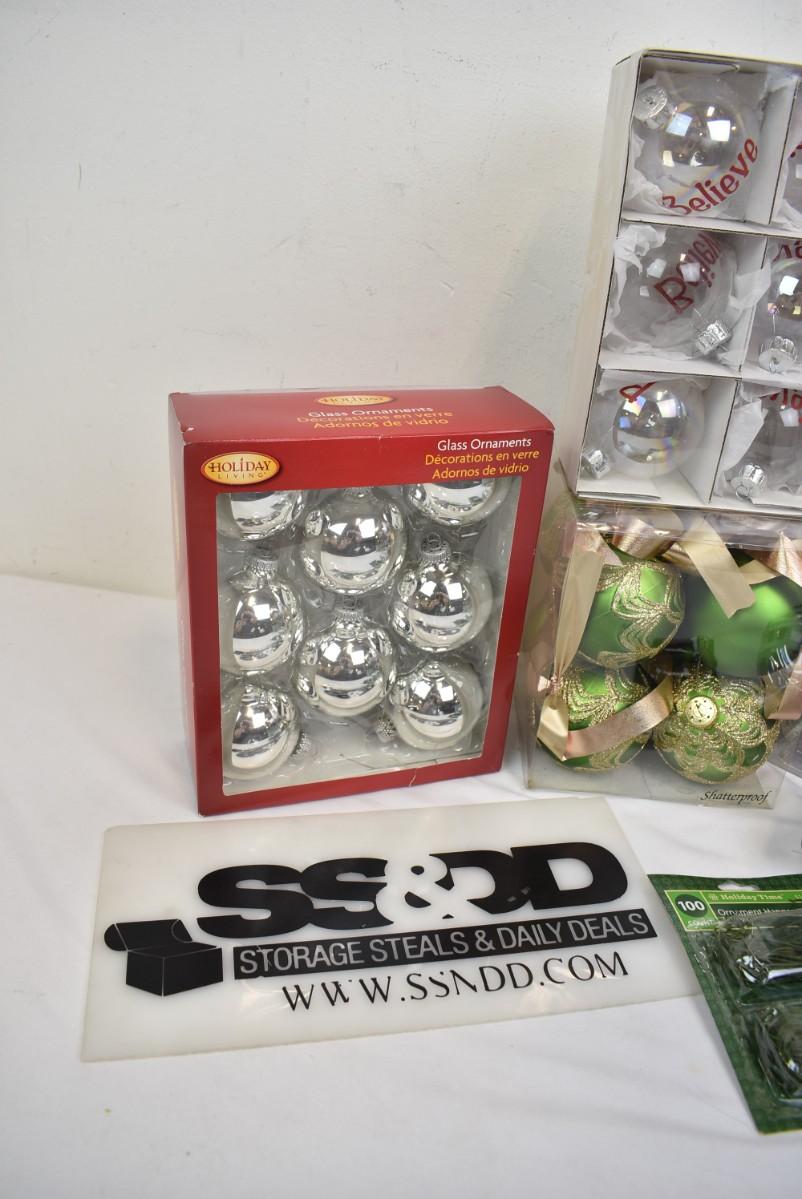 Believe
HOLIDAY
Glass Ornaments
Décorations en verre
Adornos de vidrio
HOLIDAY
LIVING®
Glass Ornaments
Décorations en verre
Adornos de vidrio
Shatterproof
SS&DD
STORAGE STEALS & DAILY DEALS
WWW.SSNDD.COM
100
Holiday Time
Ornament